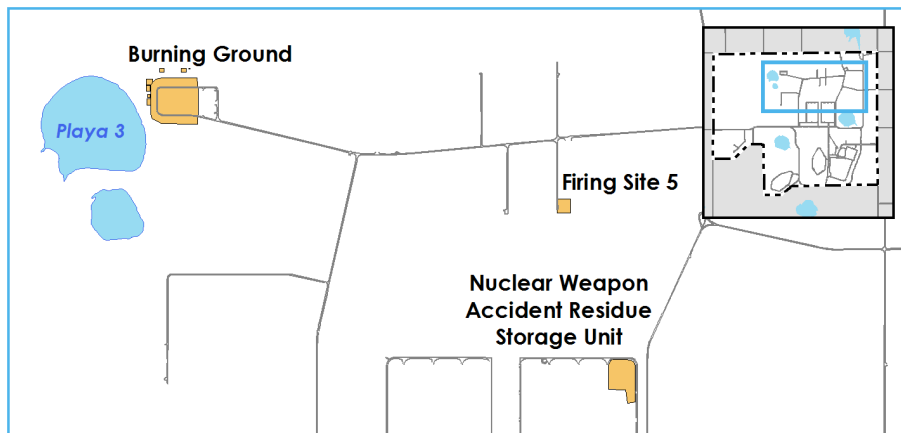 Burning Ground
Playa 3
Firing Site 5
Nuclear Weapon
Accident Residue
Storage Unit